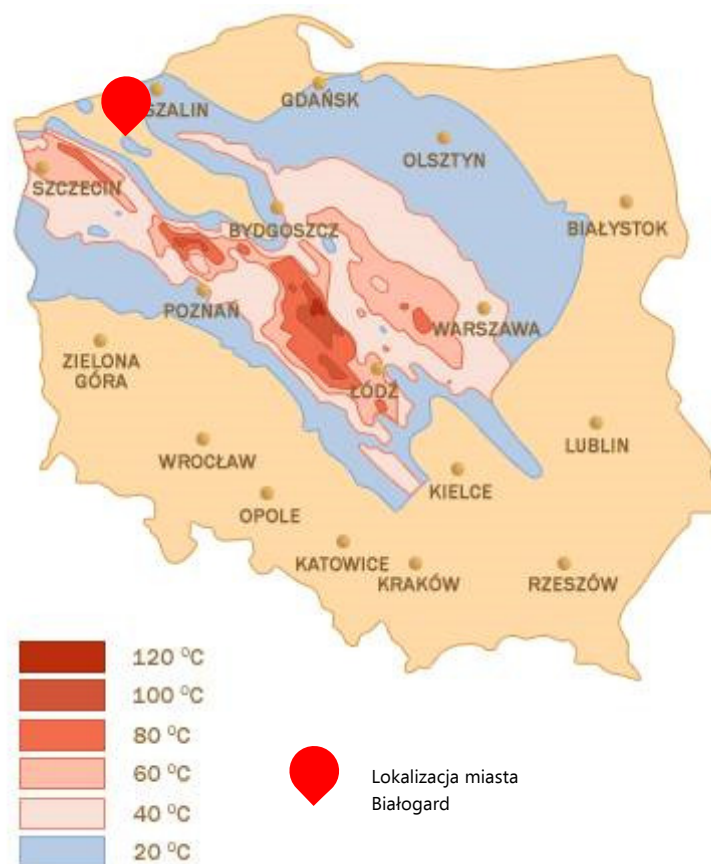 SZALIN
GDAŃSK
OLSZTYN
SZCZECIN
BIAŁYSTOK
BYDGOSZCZ
POZNAŃ
WARSZAWA
ZIELONA
GÓRA
ŁÓDŹ
LUBLIN
WROCŁAW
KIELCE
OPOLE
KATOWICE
KRAKÓW
RZESZÓW
120 °C
100 °C
80 °C
60 °C
40 °C
20 °C
Lokalizacja miasta
Białogard